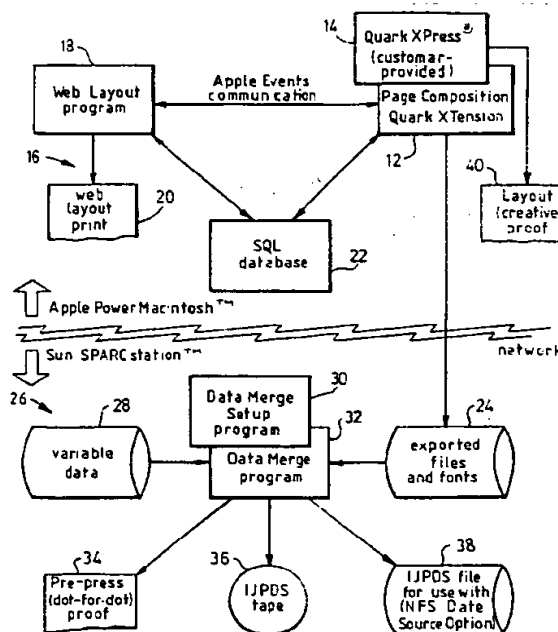 14
Quark XPress
(customar-
provided)
18
Web Layout
program
Apple Events
communication
Page Composition
Quark XTension
16
12
40
20
web
layout
print
Layout
(creative
proof
SQL
database
22
Apple Power Macintosh™
Sun SPARCstation™
network
26
28
30
Data Merge
Setup
program
32
24
variable
data
Data Merge
program
exported
files
and fonts
34
36
38
Pre-press
(dot-for-dot)
proof
IJPDS
tape
IJPDS file
for use with
(NFS Date
Source Option)